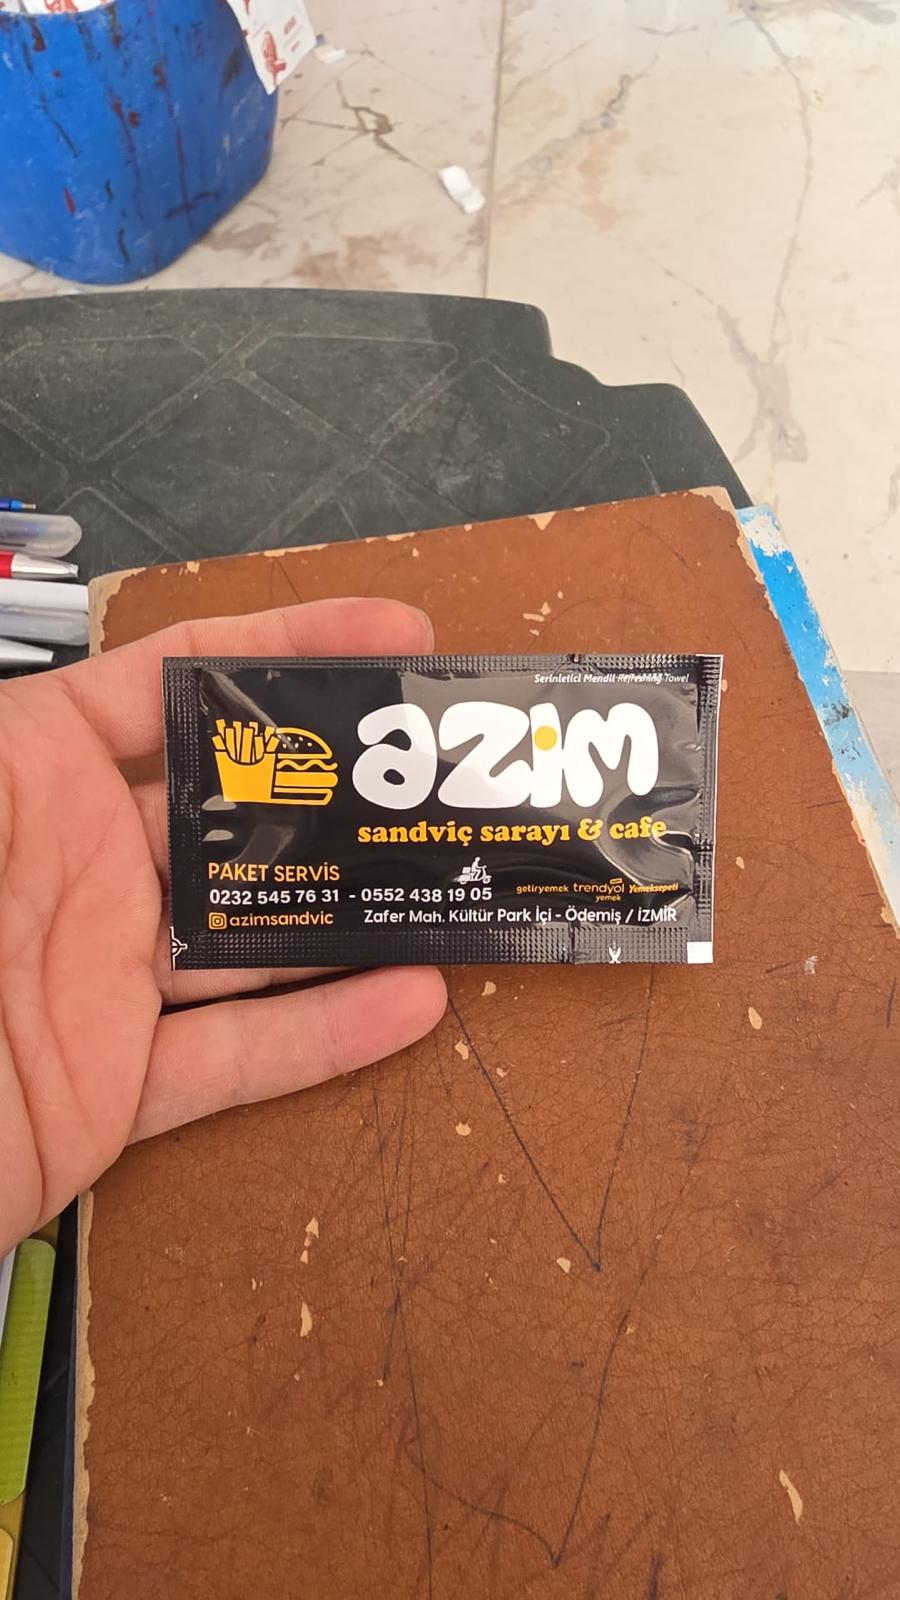 Serinletici Mendil Refreshing Towel
azim
sandviç sarayı & cafe
PAKET SERVİS
0232 545 76 31 - 0552 438 19 05
getiryemek trendyol yemek Yemeksepeti
azimsandvic
Zafer Mah. Kültür Park İçi - Ödemiş / İZMİR